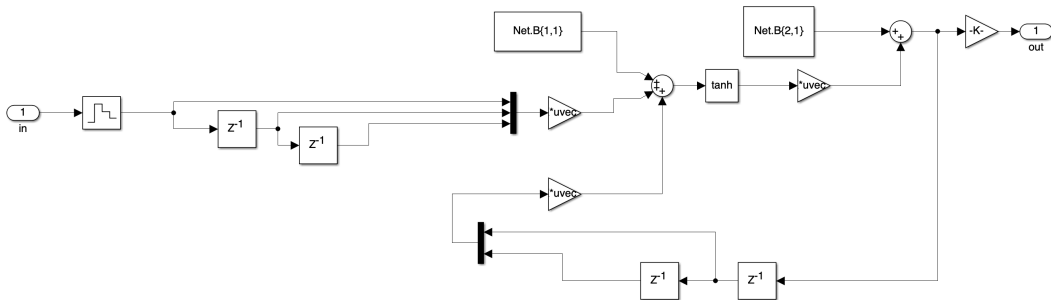 Net.B{1,1}
Net.B{2,1}
+
+
-K-
1
out
+
+
+
tanh
*uvec
1
in
*uvec
Z-1
Z-1
*uvec
Z-1
Z-1